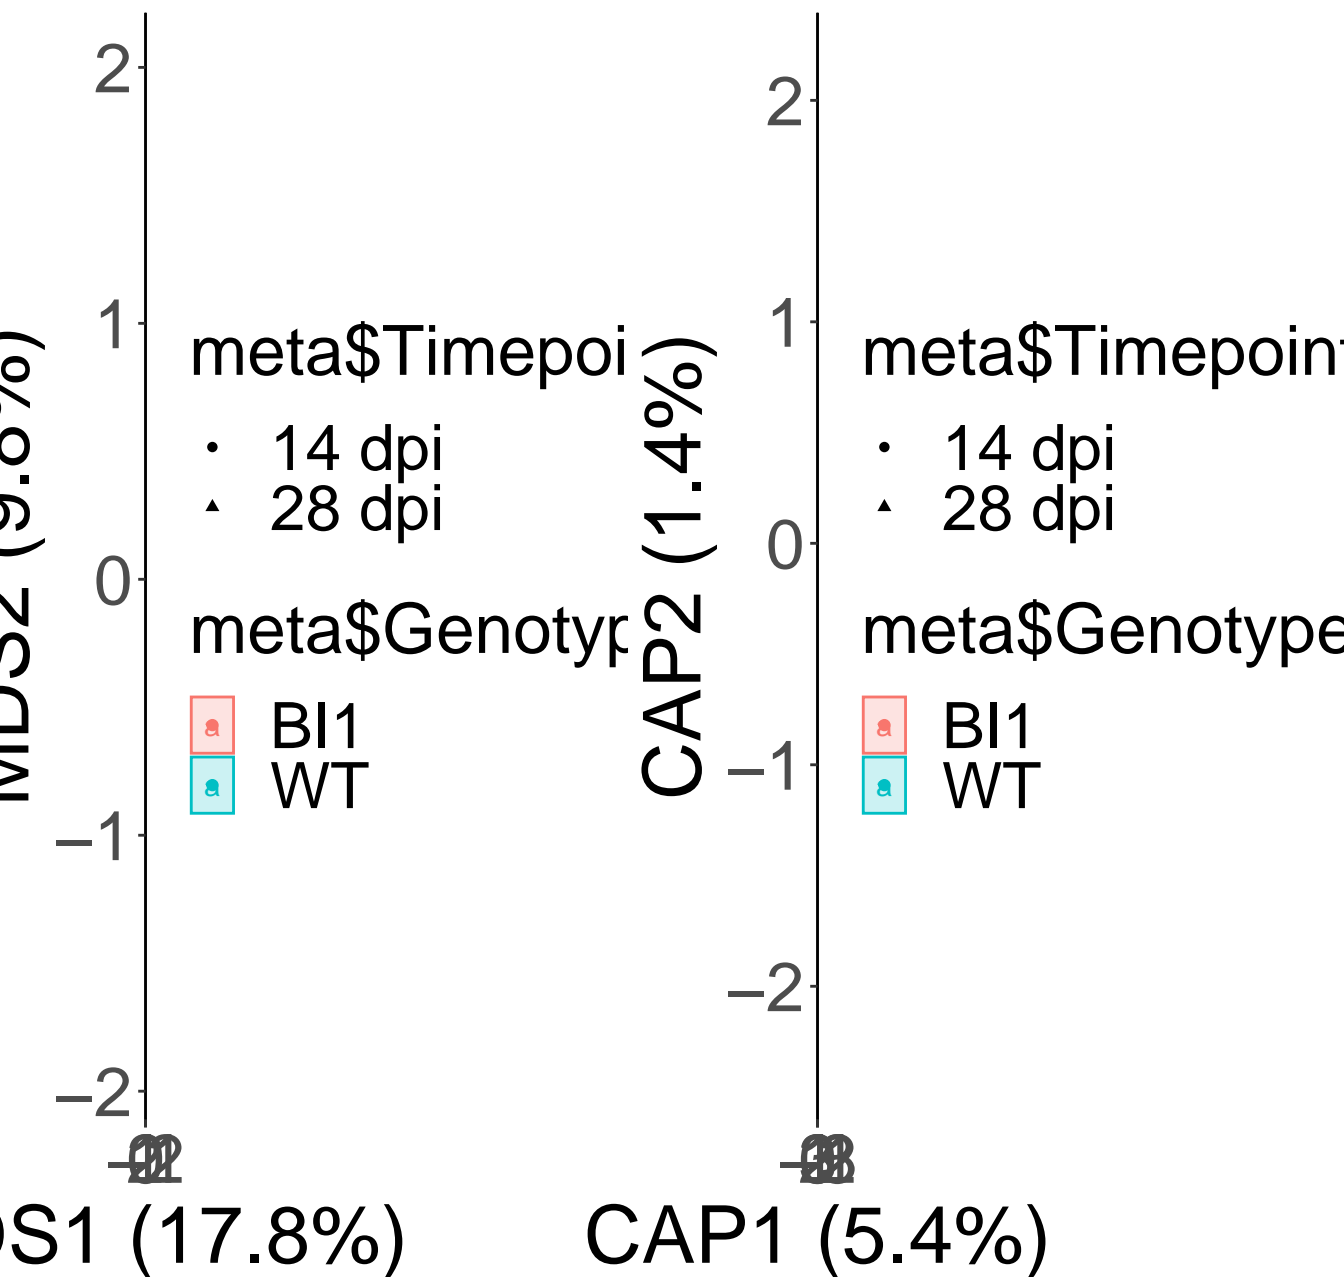 2
1
0
−1
−2
MDS2 (9.8%)
meta$Timepoi
14 dpi
28 dpi
meta$Genotyp
a BI1
a WT
DS1 (17.8%)
2
1
0
−1
−2
CAP2 (1.4%)
meta$Timepoint
14 dpi
28 dpi
meta$Genotype
a BI1
a WT
CAP1 (5.4%)